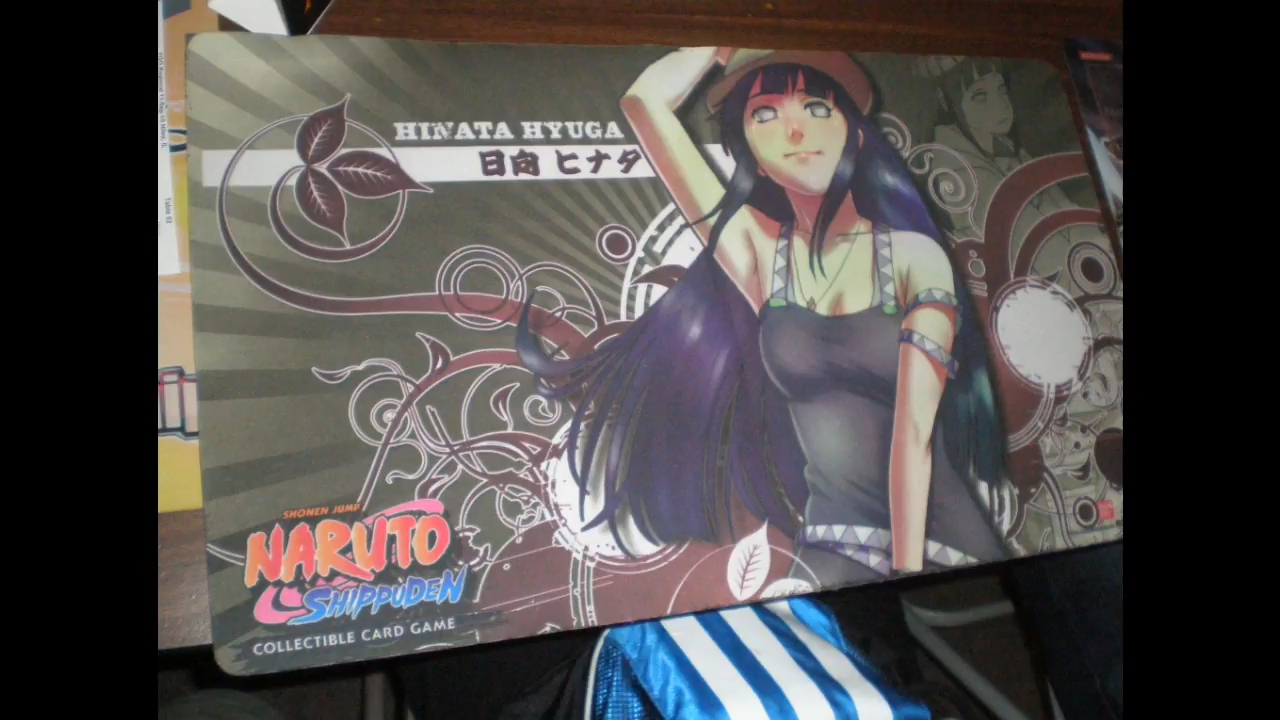 HINATA HYUGA
日向 ヒナタ
SHONEN JUMP
NARUTO
SHIPPUDEN
COLLECTIBLE CARD GAME